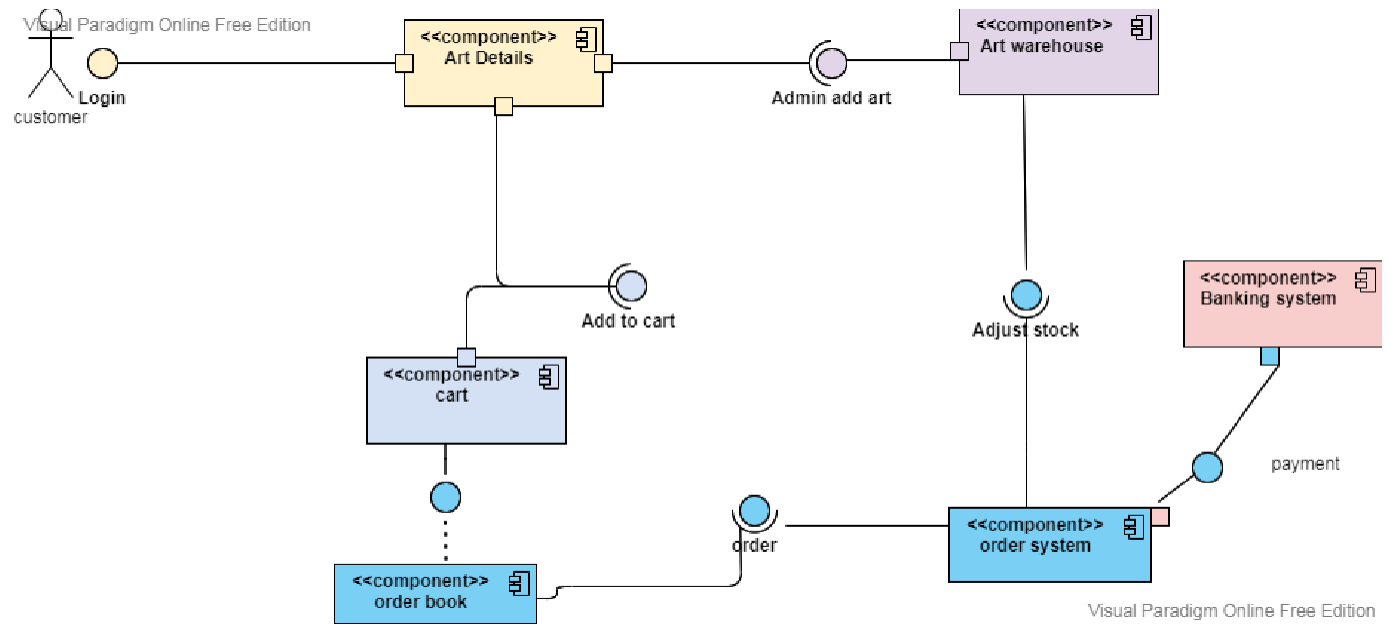 Visual Paradigm Online Free Edition
customer
Login
<<component>>
Art Details
Admin add art
<<component>>
Art warehouse
Add to cart
Adjust stock
<<component>>
Banking system
<<component>>
cart
payment
order
<<component>>
order system
<<component>>
order book
Visual Paradigm Online Free Edition